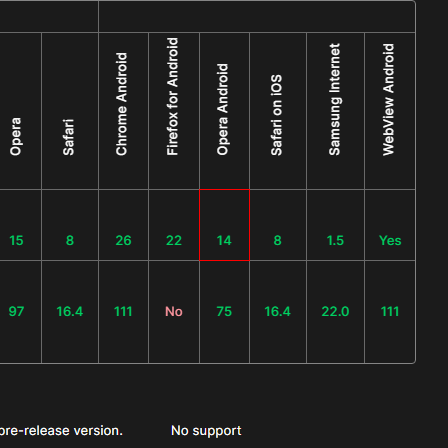 Opera Safari Chrome Android Firefox for Android Opera Android Safari on iOS Samsung Internet WebView Android
15 8 26 22 14 8 1.5 Yes
97 16.4 111 No 75 16.4 22.0 111
pre-release version. No support